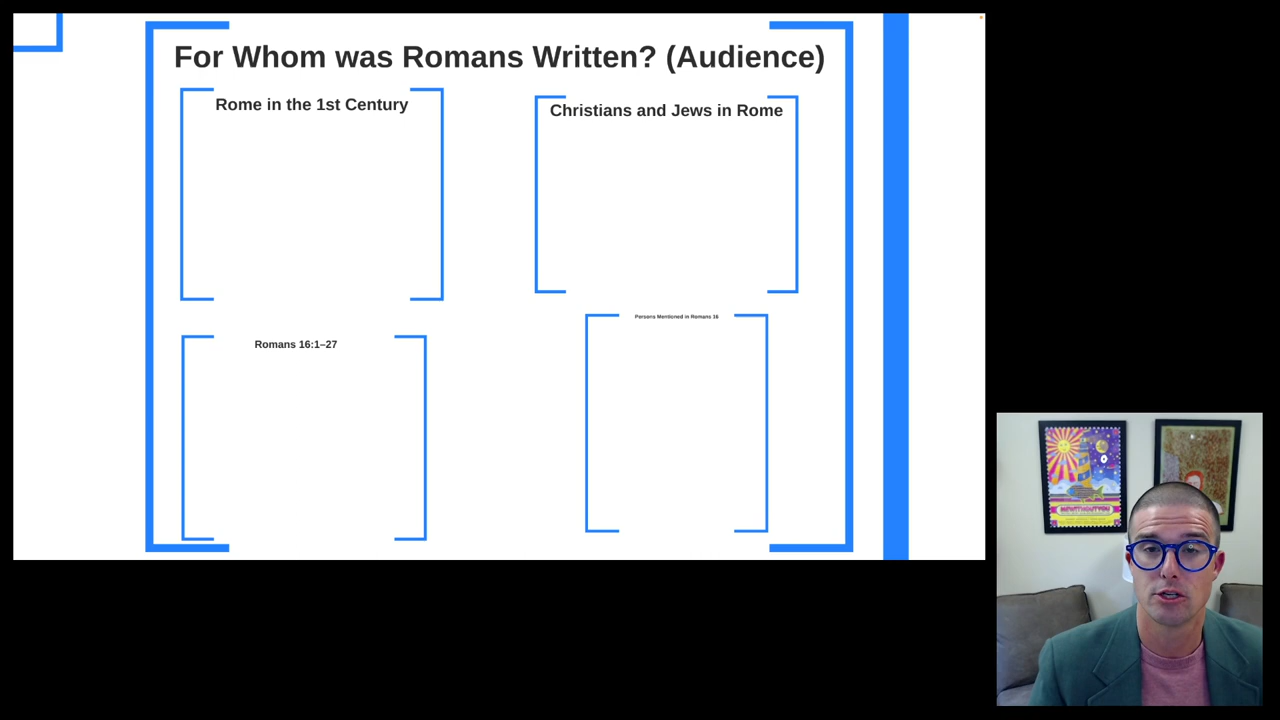 For Whom was Romans Written? (Audience)
Rome in the 1st Century
Christians and Jews in Rome
Persons Mentioned in Romans 16
Romans 16:1–27
MEWITHOUTYOU